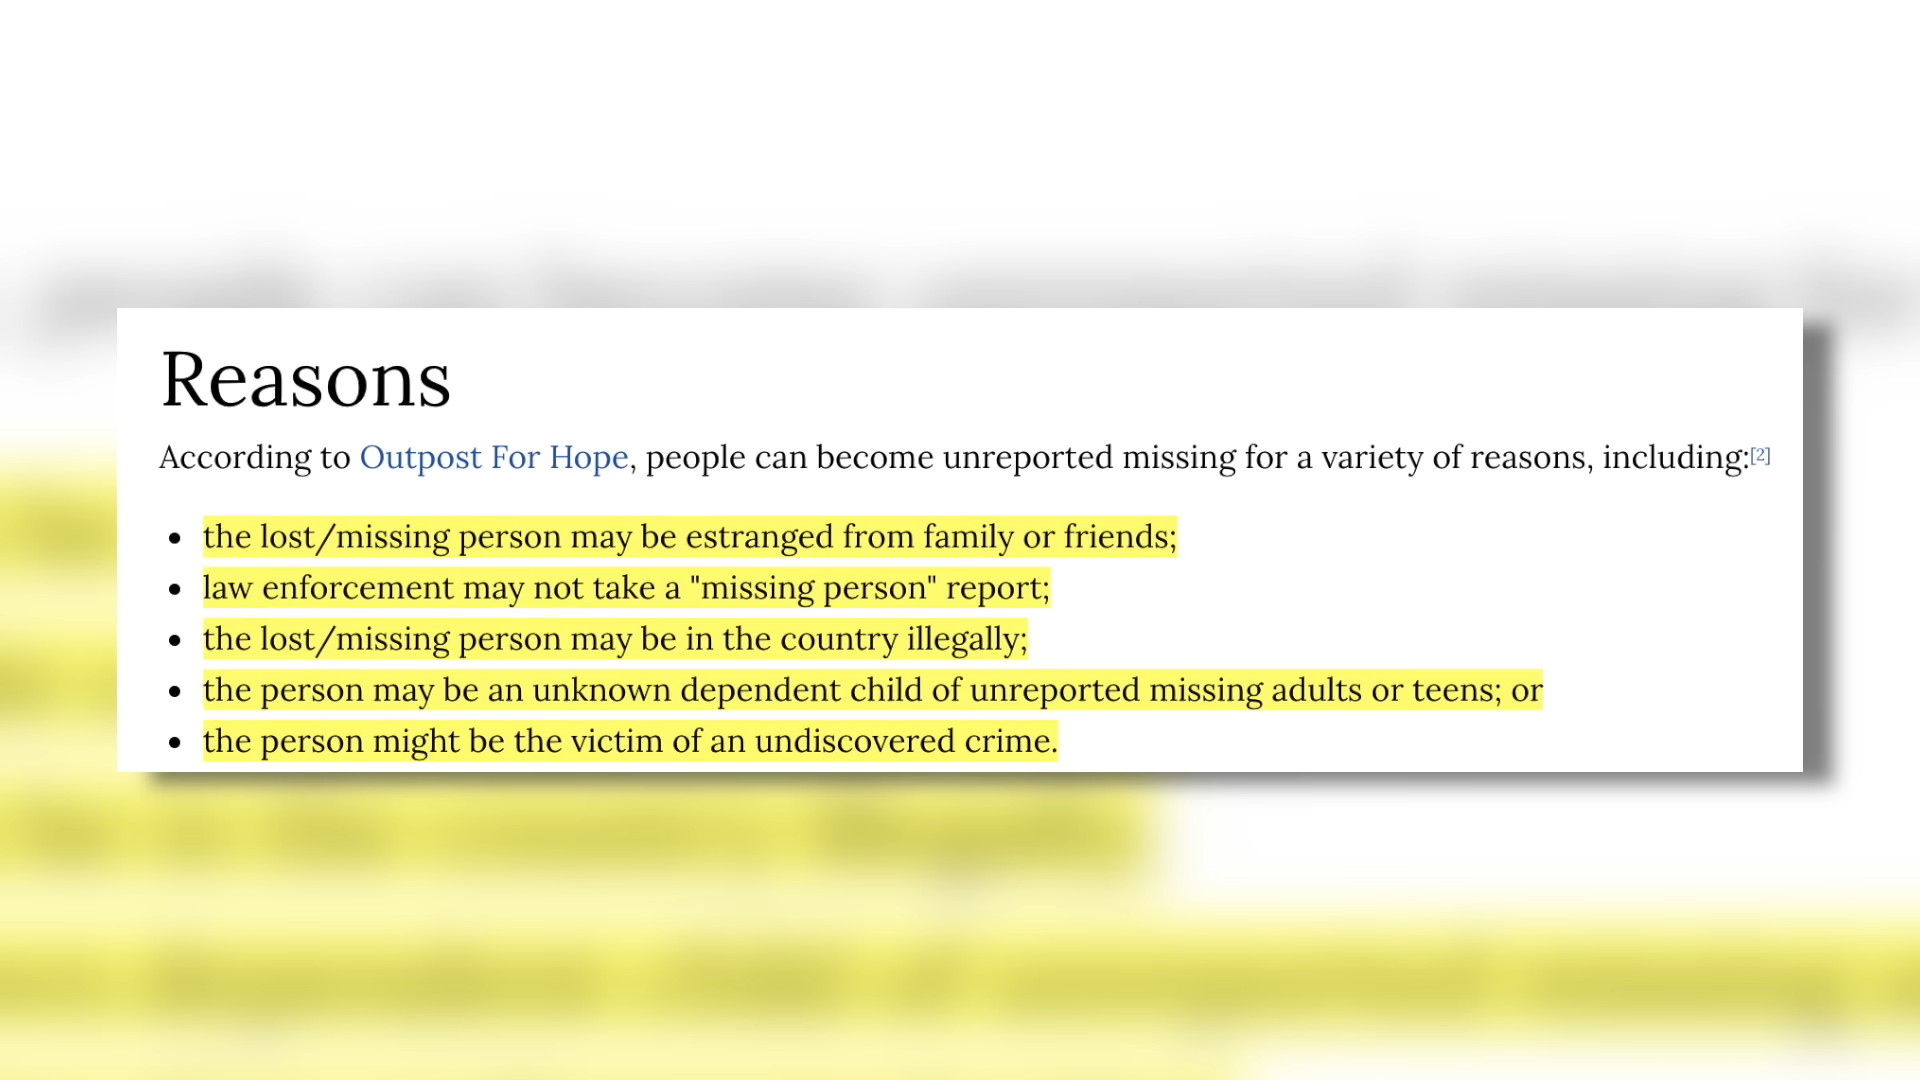 Reasons
According to Outpost For Hope, people can become unreported missing for a variety of reasons, including:[2]
the lost/missing person may be estranged from family or friends;
law enforcement may not take a "missing person" report;
the lost/missing person may be in the country illegally;
the person may be an unknown dependent child of unreported missing adults or teens; or
the person might be the victim of an undiscovered crime.